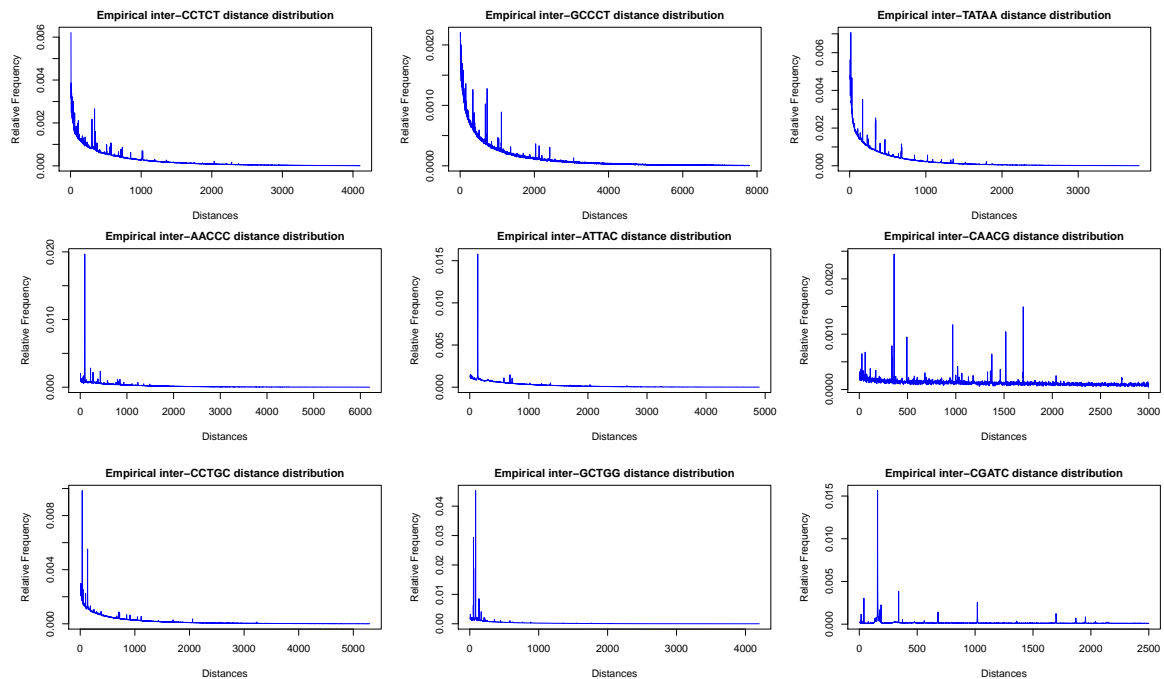 Empirical inter−CCTCT distance distribution
Relative Frequency
0.000 0.002 0.004 0.006
0 1000 2000 3000 4000
Distances
Empirical inter−GCCCT distance distribution
Relative Frequency
0.0000 0.0010 0.0020
0 2000 4000 6000 8000
Distances
Empirical inter−TATAA distance distribution
Relative Frequency
0.000 0.002 0.004 0.006
0 1000 2000 3000
Distances
Empirical inter−AACCC distance distribution
Relative Frequency
0.000 0.010 0.020
0 1000 2000 3000 4000 5000 6000
Distances
Empirical inter−ATTAC distance distribution
Relative Frequency
0.000 0.005 0.010 0.015
0 1000 2000 3000 4000 5000
Distances
Empirical inter−CAACG distance distribution
Relative Frequency
0.0000 0.0010 0.0020
0 500 1000 1500 2000 2500 3000
Distances
Empirical inter−CCTGC distance distribution
Relative Frequency
0.000 0.004 0.008
0 1000 2000 3000 4000 5000
Distances
Empirical inter−GCTGG distance distribution
Relative Frequency
0.00 0.01 0.02 0.03 0.04
0 1000 2000 3000 4000
Distances
Empirical inter−CGATC distance distribution
Relative Frequency
0.000 0.005 0.010 0.015
0 500 1000 1500 2000 2500
Distances